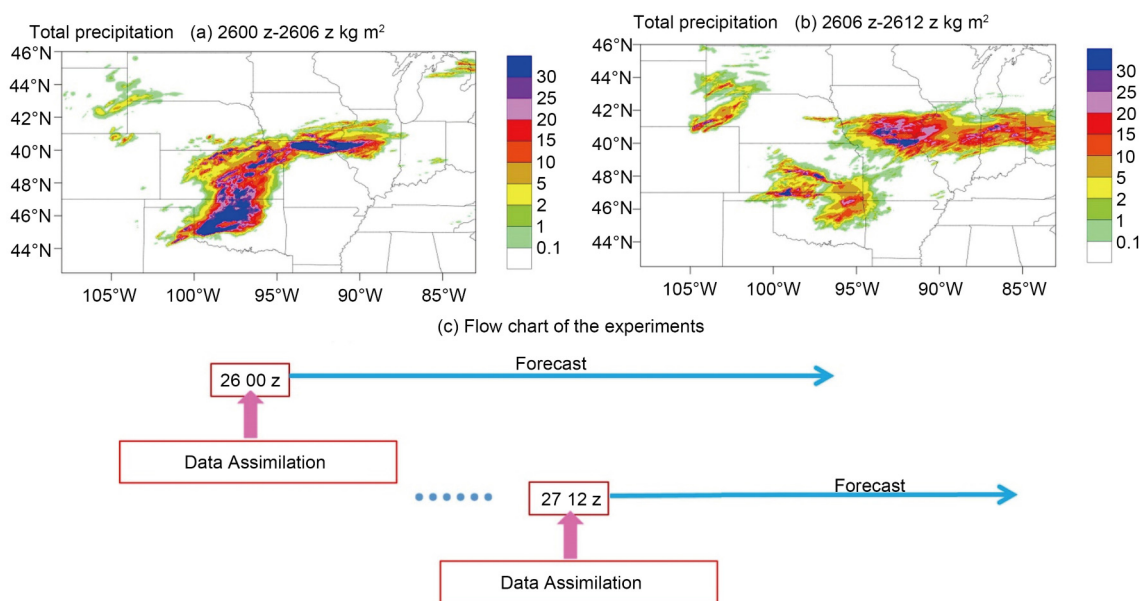 Total precipitation (a) 2600 z-2606 z kg m²
46°N
44°N
42°N
40°N
48°N
46°N
44°N
105°W 100°W 95°W 90°W 85°W
30
25
20
15
10
5
2
1
0.1
Total precipitation (b) 2606 z-2612 z kg m²
46°N
44°N
42°N
40°N
48°N
46°N
44°N
105°W 100°W 95°W 90°W 85°W
30
25
20
15
10
5
2
1
0.1
(c) Flow chart of the experiments
26 00 z
Forecast
Data Assimilation
27 12 z
Forecast
Data Assimilation